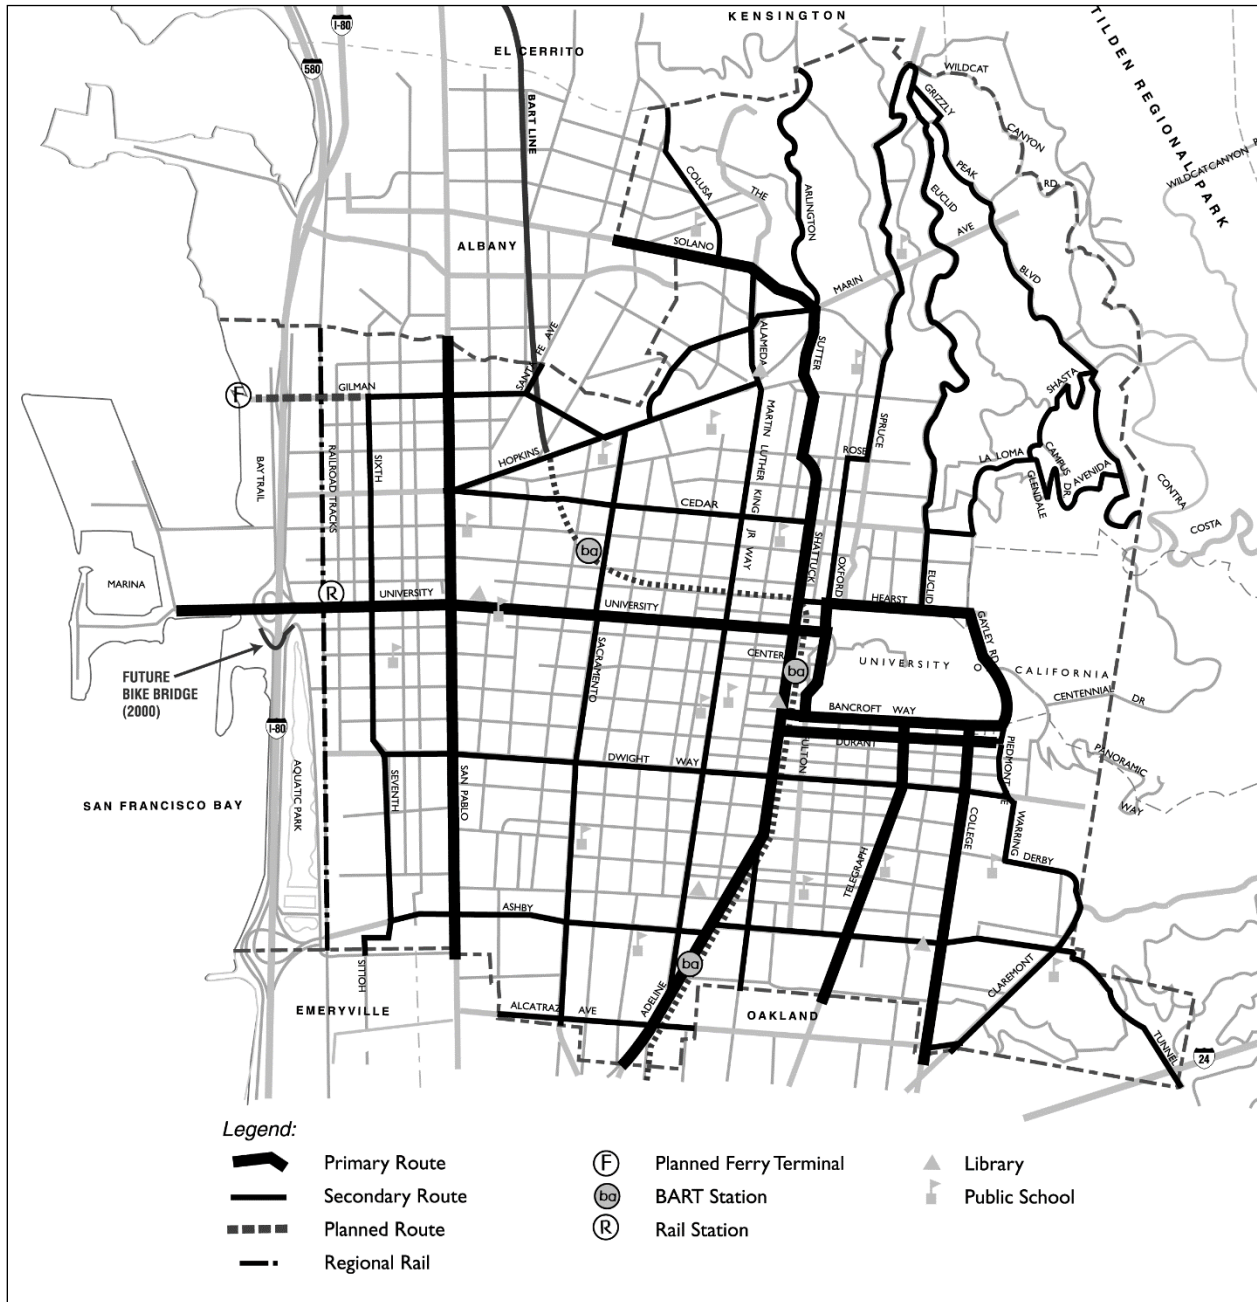 KENSINGTON
TILDEN REGIONAL PARK
I-80
EL CERRITO
580
WILDCAT
GRIZZLY
BART LINE
CANYON
PEAK
RD
WILDCAT CANYON R
COLUSA
THE
ARLINGTON
EUCLID
ALBANY
SOLANO
AVE
MARIN
BLVD
SANTA FE AVE
ALAMEDA
SUTTER
SHASTA
GILMAN
F
MARTIN LUTHER KING JR WAY
SPRUCE
ROSE
LA LOMA
CAMPUS DR
AVENIDA
GLENDALE
HOPKINS
BAY TRAIL
RAILROAD TRACKS
SIXTH
CEDAR
CONTRA
COSTA
ba
SHATTUCK
OXFORD
EUCLID
MARINA
R
UNIVERSITY
UNIVERSITY
HEARST
GAYLEY RD
SACRAMENTO
CENTER
ba
UNIVERSITY
O
CALIFORNIA
FUTURE
BIKE BRIDGE
(2000)
CENTENNIAL
DR
BANCROFT WAY
I-80
DURANT
ULTON
PIEDMONT
E
PANORAMIC
WAY
DWIGHT WAY
AQUATIC PARK
SEVENTH
SAN PABLO
SAN FRANCISCO BAY
COLLEGE
WARRING
DERBY
TELEGRAPH
ASHBY
ba
HOLLIS
ADELINE
CLAREMONT
EMERYVILLE
ALCATRAZ AVE
OAKLAND
TUNNEL
24
Legend:
Primary Route
Secondary Route
Planned Route
Regional Rail
F Planned Ferry Terminal
ba BART Station
R Rail Station
Library
Public School